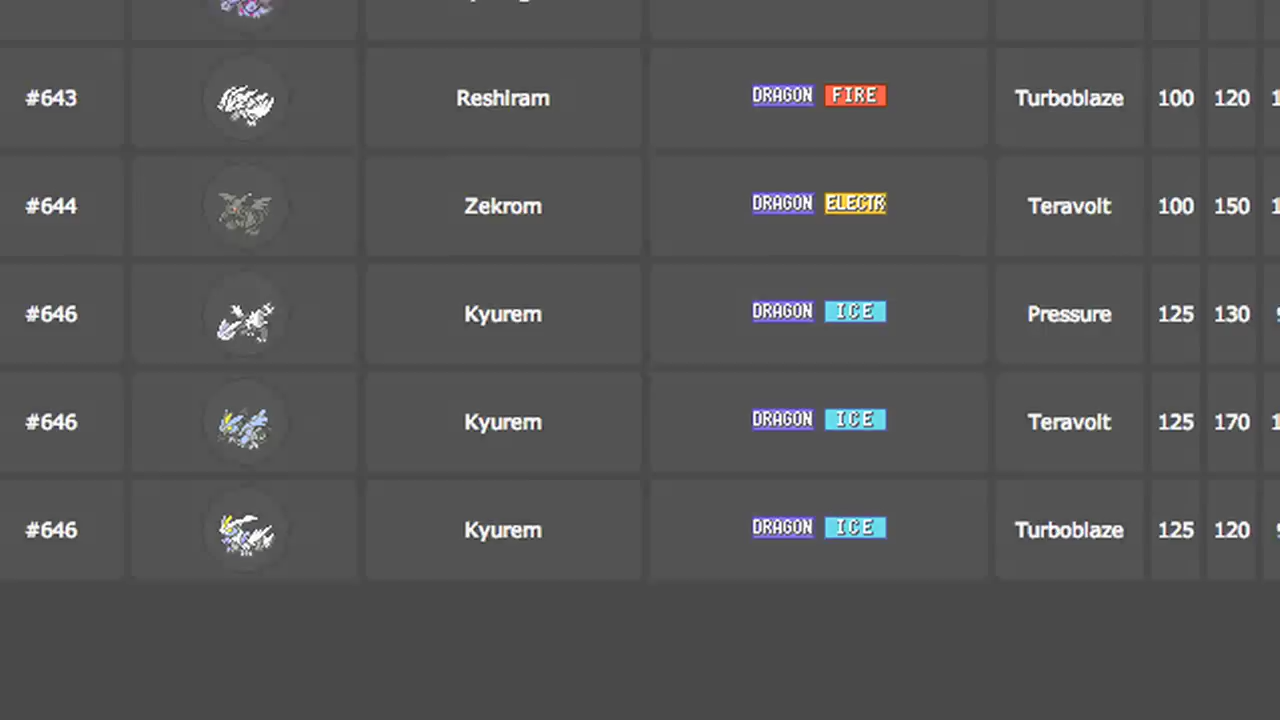 #643 Reshiram DRAGON FIRE Turboblaze 100 120
#644 Zekrom DRAGON ELECTR Teravolt 100 150
#646 Kyurem DRAGON ICE Pressure 125 130
#646 Kyurem DRAGON ICE Teravolt 125 170
#646 Kyurem DRAGON ICE Turboblaze 125 120